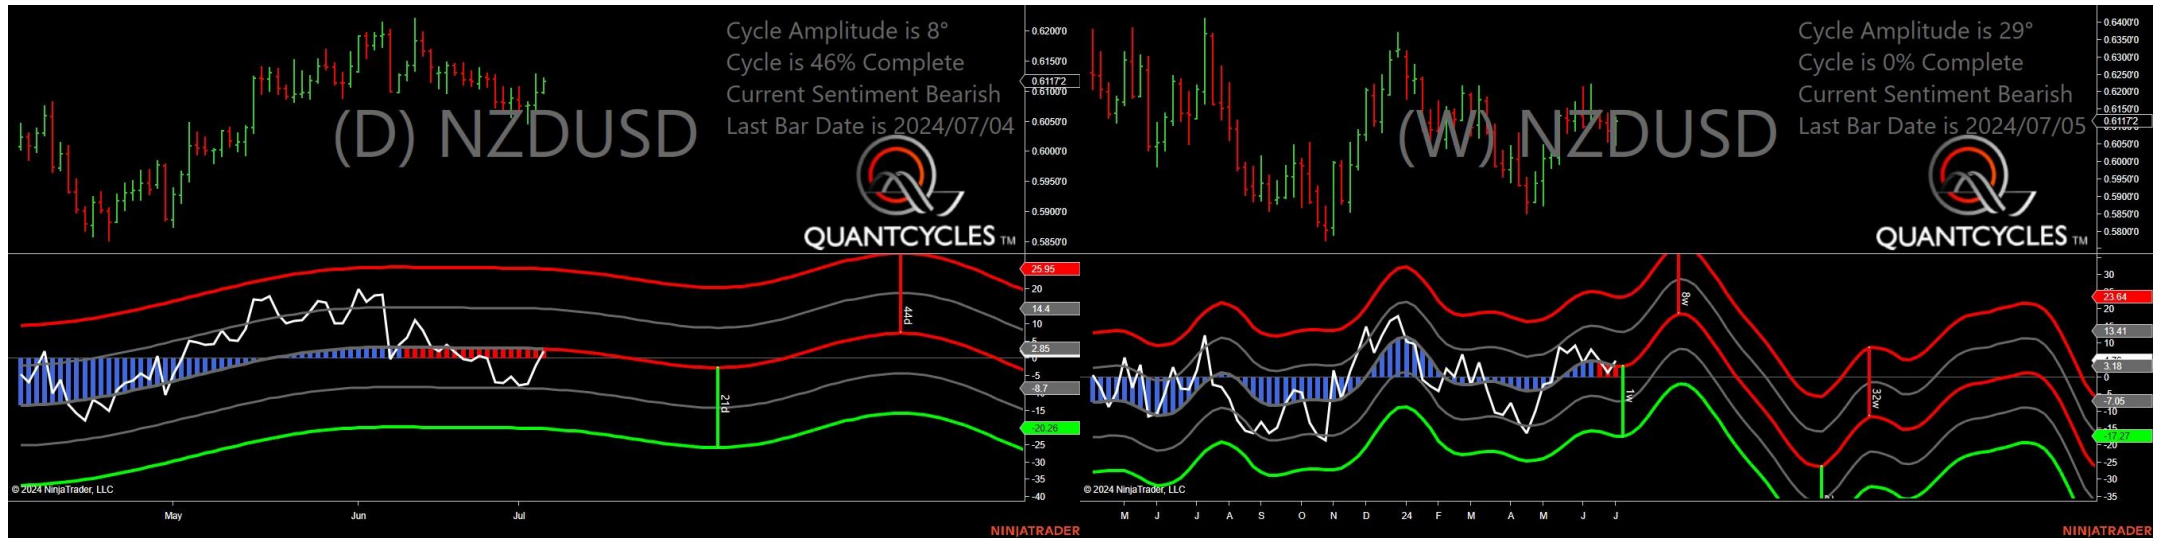 Cycle Amplitude is 8°
Cycle is 46% Complete
Current Sentiment Bearish
Last Bar Date is 2024/07/04
(D) NZDUSD
QUANTCYCLES TM
0.6200'0
0.6150'0
0.6117'2
0.6100'0
0.6050'0
0.6000'0
0.5950'0
0.5900'0
0.5850'0
25.95
20
14.4
10
2.85
-5
-8.7
-15
-20.26
-25
-30
-35
-40
44d
21d
© 2024 NinjaTrader, LLC
May Jun Jul
NINJATRADER
Cycle Amplitude is 29°
Cycle is 0% Complete
Current Sentiment Bearish
Last Bar Date is 2024/07/05
(W) NZDUSD
QUANTCYCLES TM
0.6400'0
0.6350'0
0.6300'0
0.6250'0
0.6200'0
0.6150'0
0.6117'2
0.6050'0
0.6000'0
0.5950'0
0.5900'0
0.5850'0
0.5800'0
30
23.64
20
13.41
10
3.18
0
-7.05
-10
-15
-17.27
-20
-25
-30
-35
8w
1w
32w
© 2024 NinjaTrader, LLC
M J J A S O N D 24 F M A M J J
NINJATRADER